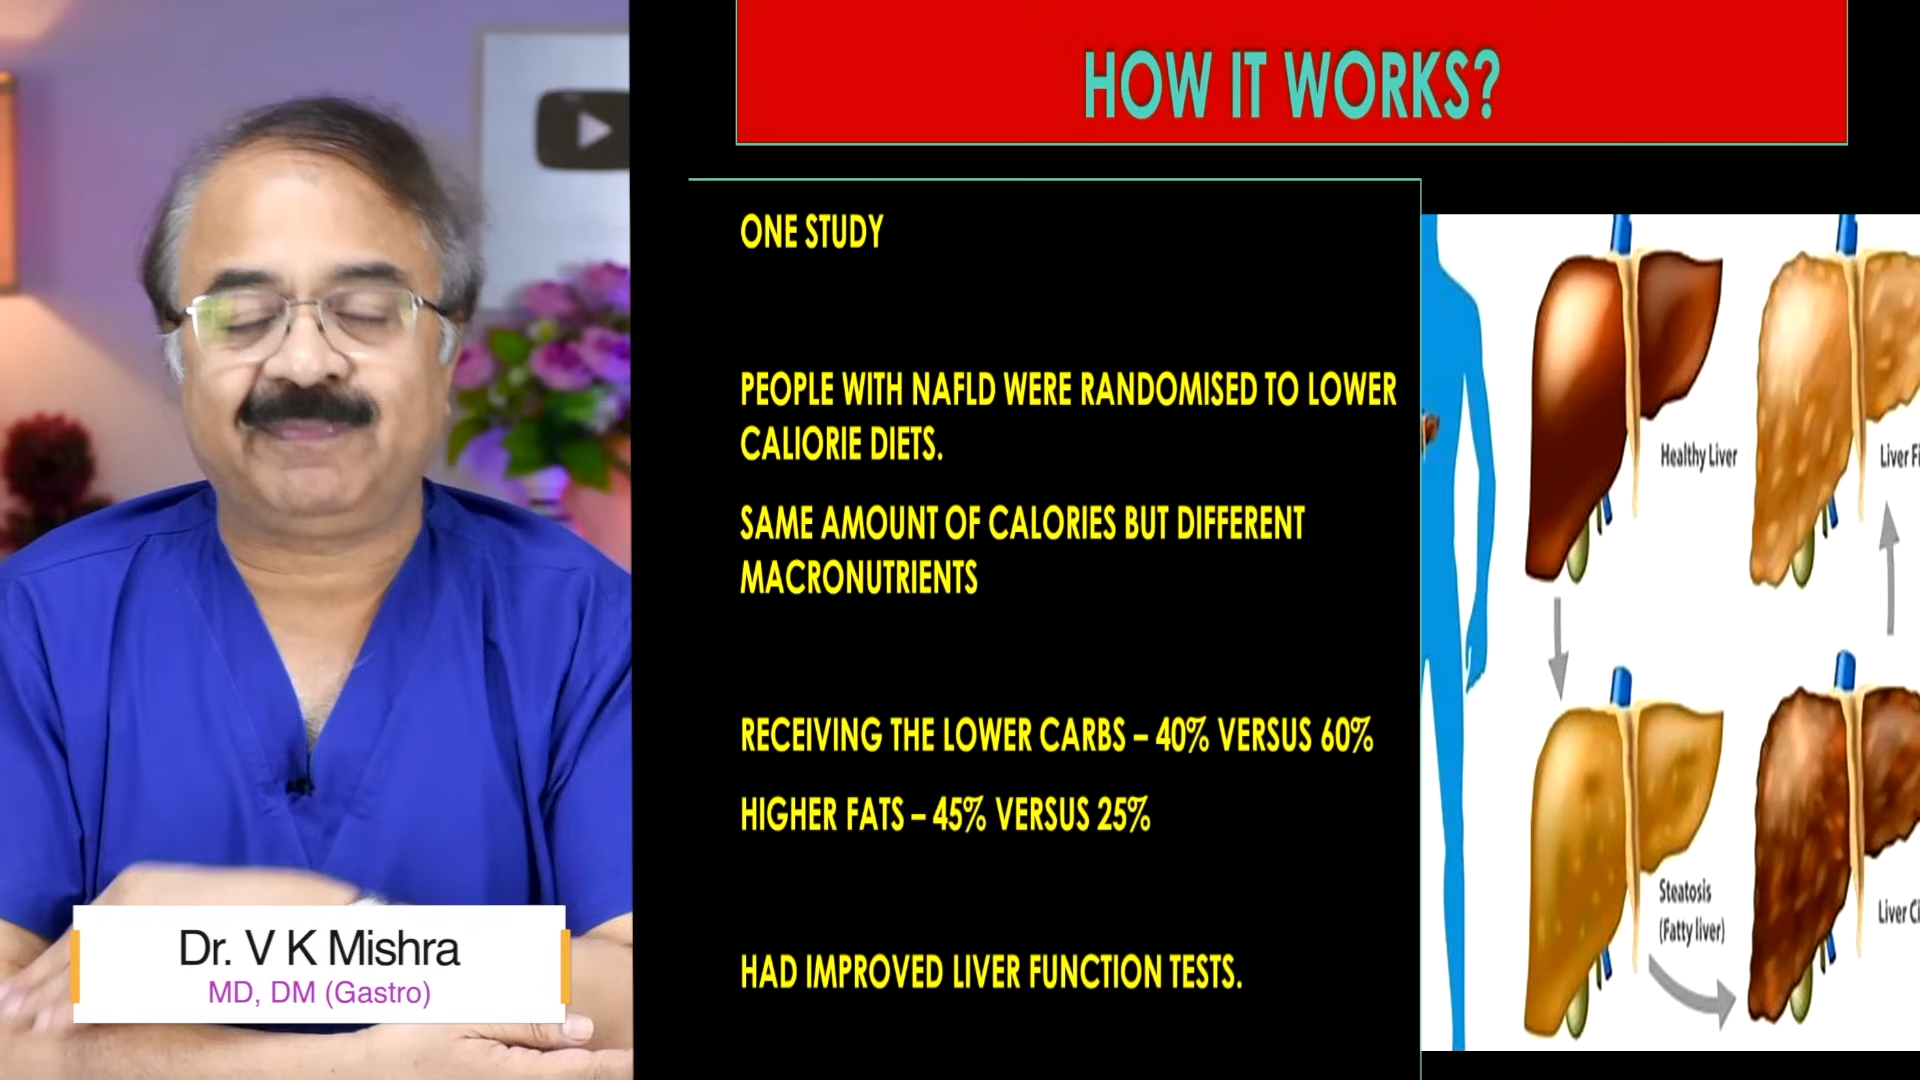 HOW IT WORKS?
ONE STUDY
PEOPLE WITH NAFLD WERE RANDOMISED TO LOWER
CALIORIE DIETS.
SAME AMOUNT OF CALORIES BUT DIFFERENT
MACRONUTRIENTS
RECEIVING THE LOWER CARBS – 40% VERSUS 60%
HIGHER FATS – 45% VERSUS 25%
HAD IMPROVED LIVER FUNCTION TESTS.
Healthy Liver
Liver
Steatosis
(Fatty liver)
Liver
Dr. V K Mishra
MD, DM (Gastro)